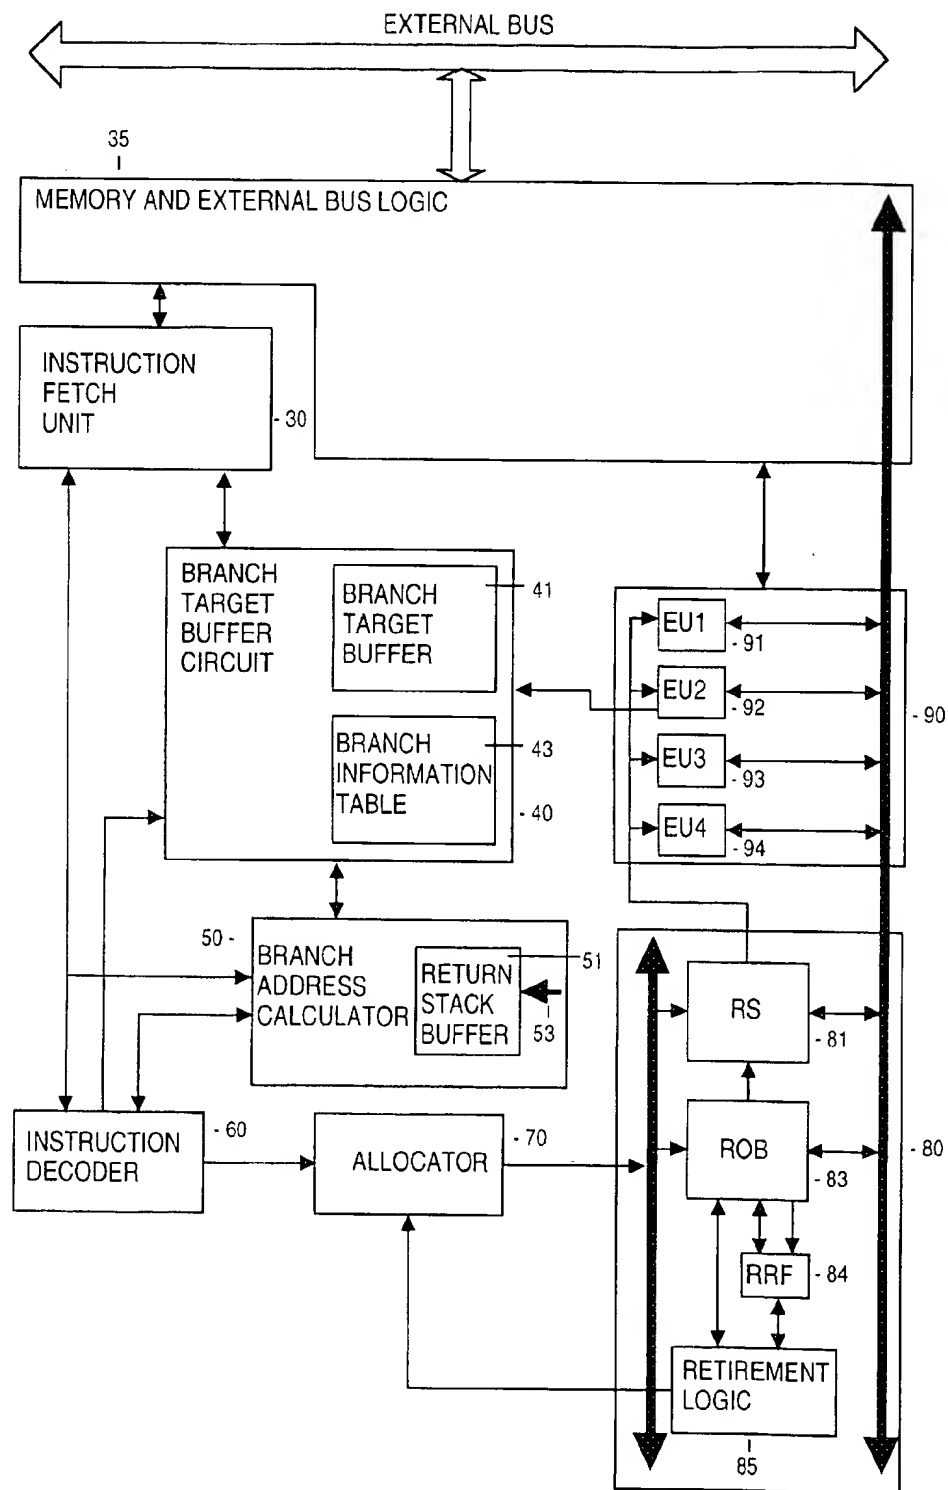 EXTERNAL BUS
35
MEMORY AND EXTERNAL BUS LOGIC
INSTRUCTION
FETCH
UNIT
- 30
BRANCH
TARGET
BUFFER
CIRCUIT
BRANCH
TARGET
BUFFER
41
BRANCH
INFORMATION
TABLE
43
- 40
EU1
- 91
EU2
- 92
EU3
- 93
EU4
- 94
- 90
50 -
BRANCH
ADDRESS
CALCULATOR
RETURN
STACK
BUFFER
51
53
RS
- 81
INSTRUCTION
DECODER
- 60
ALLOCATOR
- 70
ROB
- 83
- 80
RRF
- 84
RETIREMENT
LOGIC
85